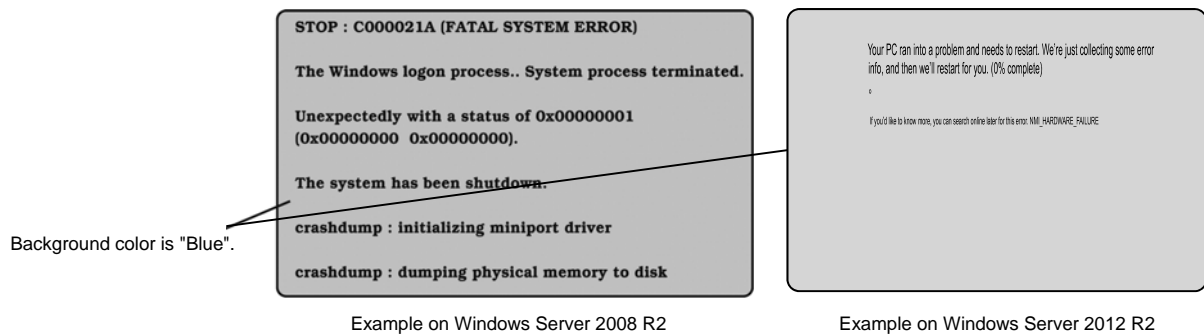 STOP : C000021A (FATAL SYSTEM ERROR)
The Windows logon process.. System process terminated.
Unexpectedly with a status of 0x00000001
(0x00000000 0x00000000).
The system has been shutdown.
crashdump : initializing miniport driver
crashdump : dumping physical memory to disk
Your PC ran into a problem and needs to restart. We're just collecting some error
info, and then we'll restart for you. (0% complete)
o
If you'd like to know more, you can search online later for this error: NMI_HARDWARE_FAILURE
Background color is "Blue".
Example on Windows Server 2008 R2
Example on Windows Server 2012 R2